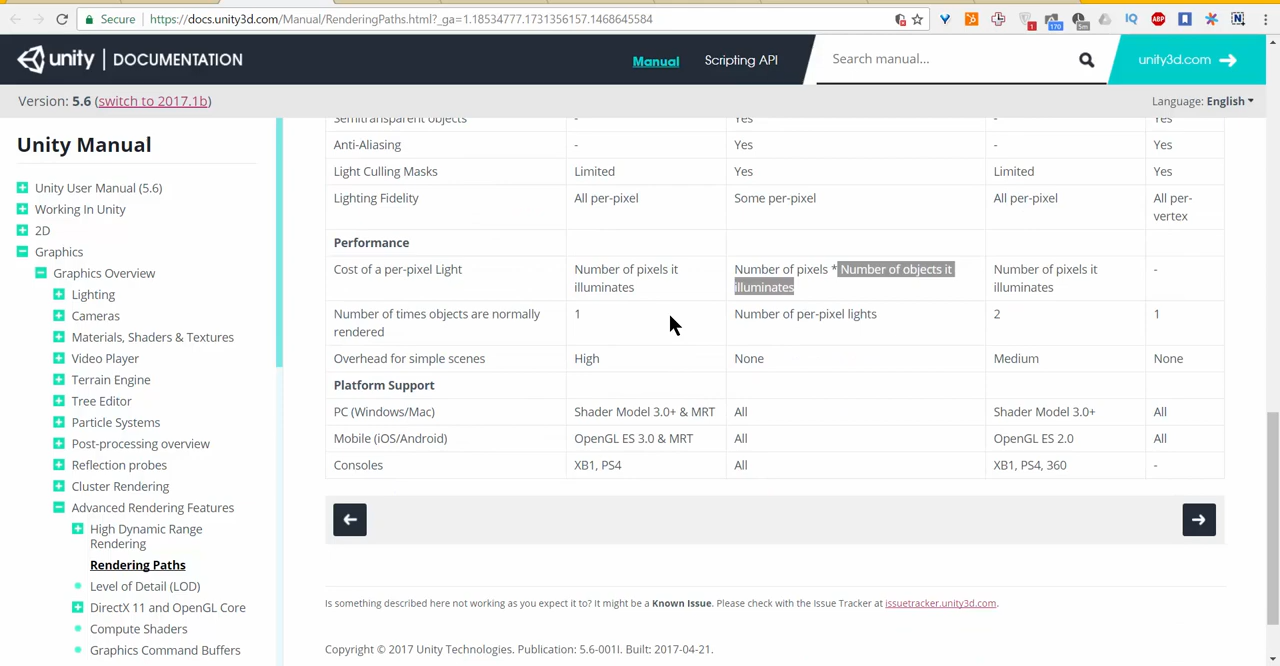 Secure
https://docs.unity3d.com/Manual/RenderingPaths.html?_ga=1.18534777.1731356157.1468645584
1
170
5m
IQ
ABP
N
unity | DOCUMENTATION
Manual
Scripting API
Search manual...
unity3d.com
Version: 5.6 (switch to 2017.1b)
Language: English
Unity Manual
Unity User Manual (5.6)
Working In Unity
2D
Graphics
Graphics Overview
Lighting
Cameras
Materials, Shaders & Textures
Video Player
Terrain Engine
Tree Editor
Particle Systems
Post-processing overview
Reflection probes
Cluster Rendering
Advanced Rendering Features
High Dynamic Range
Rendering
Rendering Paths
Level of Detail (LOD)
DirectX 11 and OpenGL Core
Compute Shaders
Graphics Command Buffers
Semitransparent objects - Yes - Yes
Anti-Aliasing - Yes - Yes
Light Culling Masks Limited Yes Limited Yes
Lighting Fidelity All per-pixel Some per-pixel All per-pixel All per-
vertex
Performance
Cost of a per-pixel Light Number of pixels it Number of pixels * Number of objects it Number of pixels it -
illuminates illuminates illuminates
Number of times objects are normally 1 Number of per-pixel lights 2 1
rendered
Overhead for simple scenes High None Medium None
Platform Support
PC (Windows/Mac) Shader Model 3.0+ & MRT All Shader Model 3.0+ All
Mobile (iOS/Android) OpenGL ES 3.0 & MRT All OpenGL ES 2.0 All
Consoles XB1, PS4 All XB1, PS4, 360 -
Is something described here not working as you expect it to? It might be a Known Issue. Please check with the Issue Tracker at issuetracker.unity3d.com.
Copyright © 2017 Unity Technologies. Publication: 5.6-001I. Built: 2017-04-21.